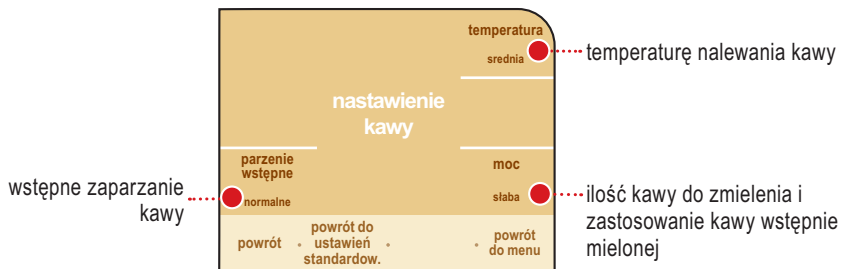 temperatura
srednia
temperaturę nalewania kawy
nastawienie
kawy
parzenie
wstępne
normalne
wstępne zaparzanie
kawy
moc
słaba
ilość kawy do zmielenia i
zastosowanie kawy wstępnie
mielonej
powrót
powrót do
ustawień
standardow.
powrót
do menu